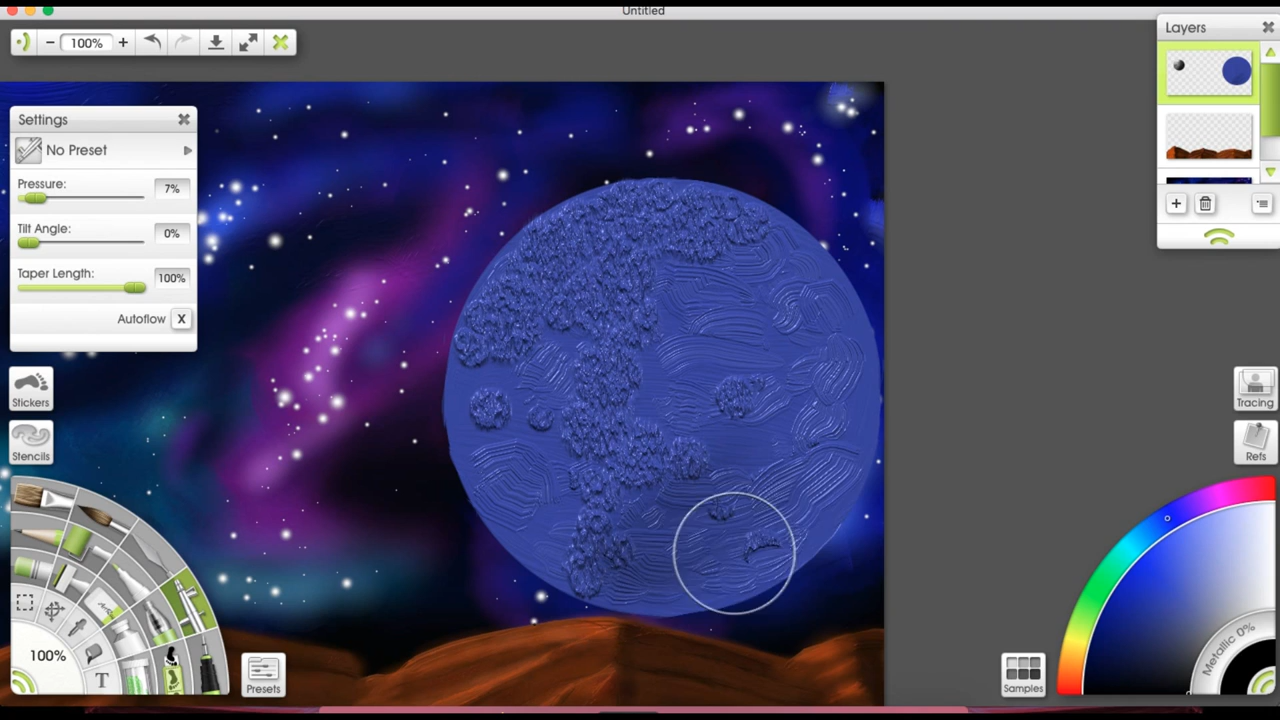 Untitled
100%
Layers
Settings
No Preset
Pressure:
7%
Tilt Angle:
0%
Taper Length:
100%
Autoflow X
Stickers
Stencils
Tracing
Refs
100%
T
Presets
Samples
Metallic 0%